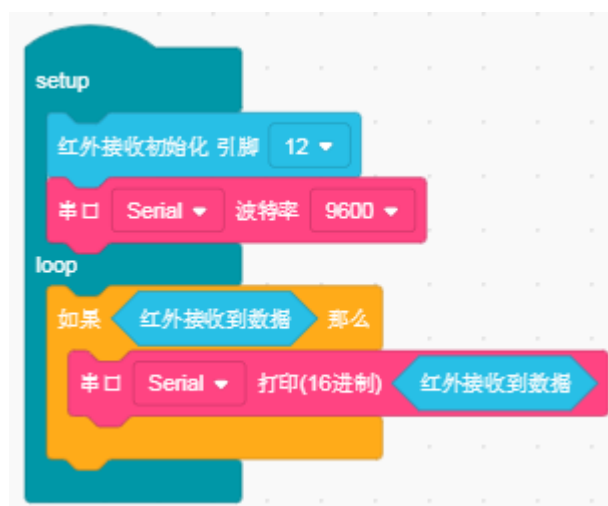 setup
红外接收初始化 引脚 12
串口 Serial 波特率 9600
loop
如果 红外接收到数据 那么
串口 Serial 打印(16进制) 红外接收到数据